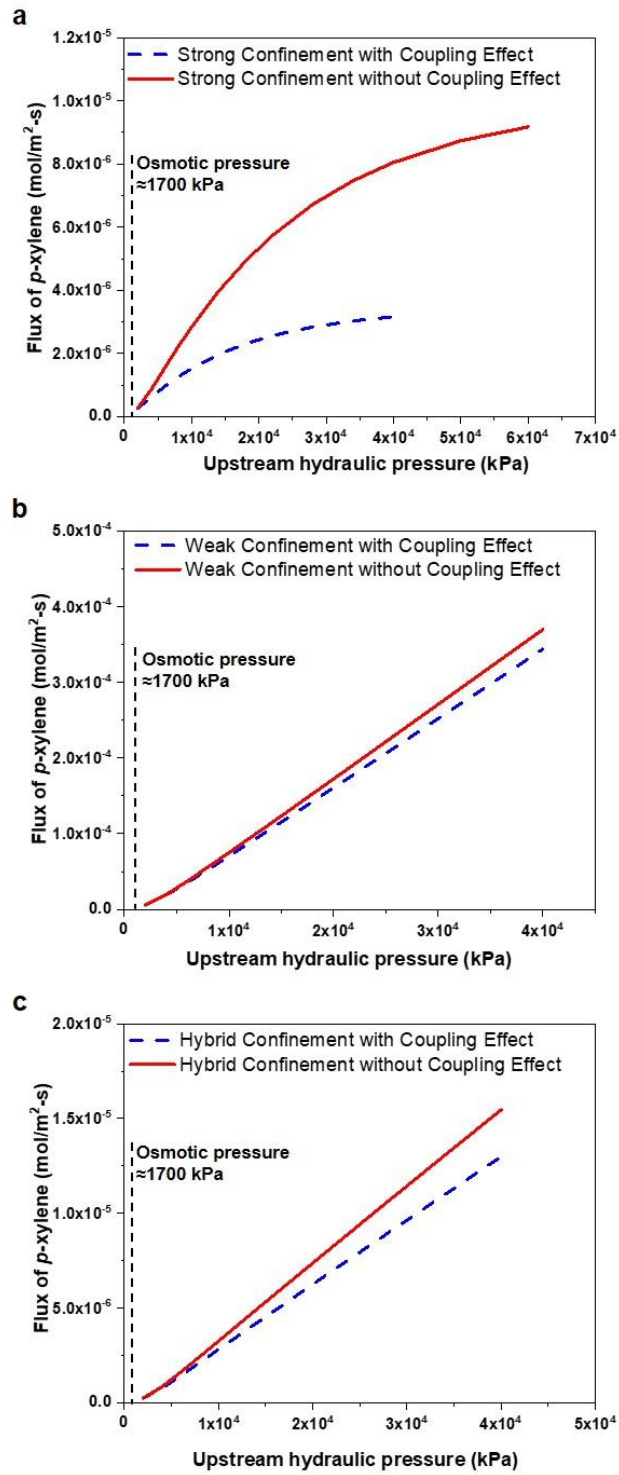 a
1.2x10⁻⁵
Strong Confinement with Coupling Effect
Strong Confinement without Coupling Effect
1.0x10⁻⁵
8.0x10⁻⁶
Osmotic pressure
≈1700 kPa
6.0x10⁻⁶
4.0x10⁻⁶
2.0x10⁻⁶
0.0
Flux of p-xylene (mol/m²-s)
0 1x10⁴ 2x10⁴ 3x10⁴ 4x10⁴ 5x10⁴ 6x10⁴ 7x10⁴
Upstream hydraulic pressure (kPa)
b
5.0x10⁻⁴
Weak Confinement with Coupling Effect
Weak Confinement without Coupling Effect
4.0x10⁻⁴
Osmotic pressure
≈1700 kPa
3.0x10⁻⁴
2.0x10⁻⁴
1.0x10⁻⁴
0.0
Flux of p-xylene (mol/m²-s)
0 1x10⁴ 2x10⁴ 3x10⁴ 4x10⁴
Upstream hydraulic pressure (kPa)
c
2.0x10⁻⁵
Hybrid Confinement with Coupling Effect
Hybrid Confinement without Coupling Effect
1.5x10⁻⁵
Osmotic pressure
≈1700 kPa
1.0x10⁻⁵
5.0x10⁻⁶
0.0
Flux of p-xylene (mol/m²-s)
0 1x10⁴ 2x10⁴ 3x10⁴ 4x10⁴ 5x10⁴
Upstream hydraulic pressure (kPa)